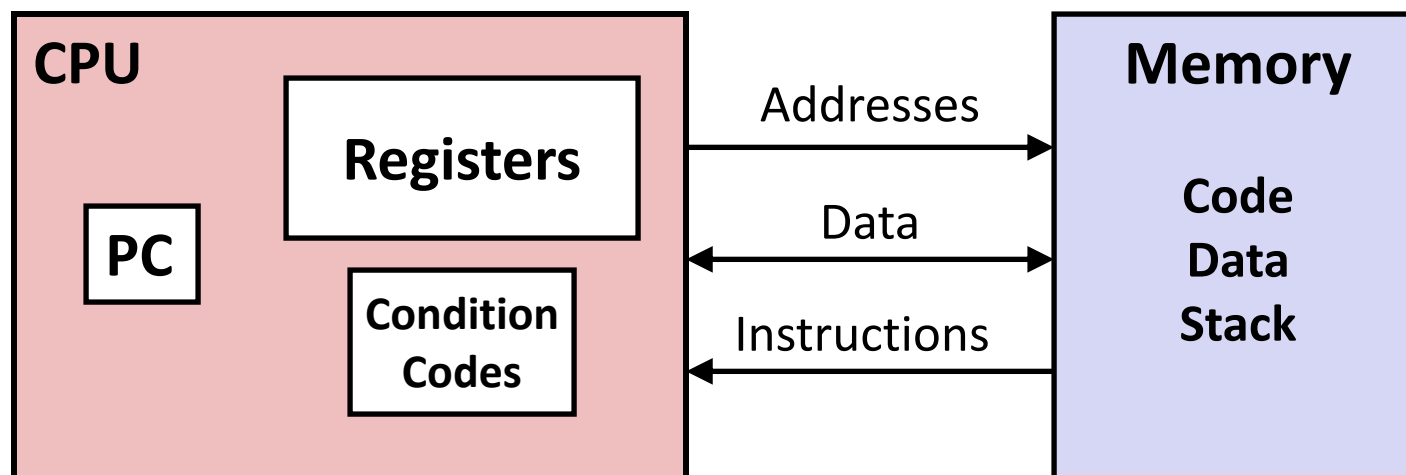 CPU
Registers
PC
Condition
Codes
Addresses
Data
Instructions
Memory
Code
Data
Stack